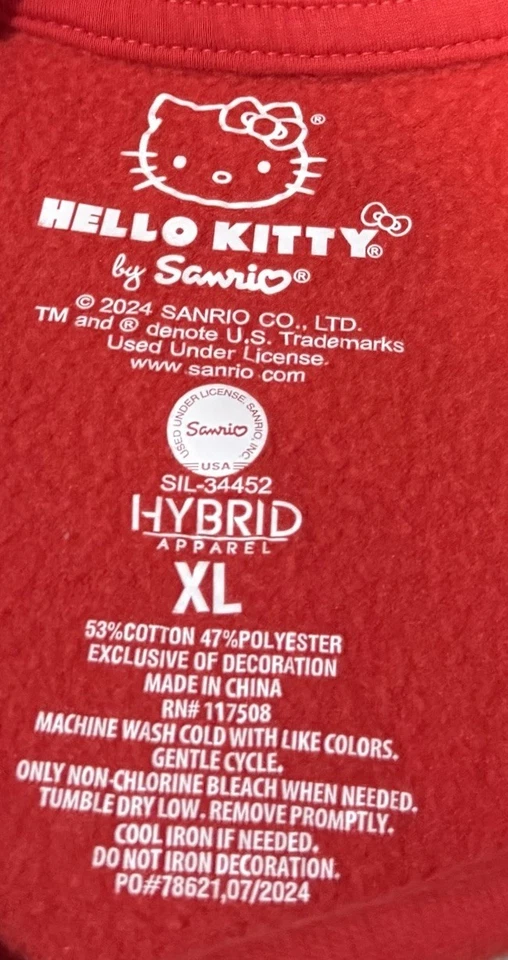 ®
HELLO KITTY®
by Sanrio®
© 2024 SANRIO CO., LTD.
TM and ® denote U.S. Trademarks
Used Under License.
www.sanrio.com
USED UNDER LICENSE, SANRIO, INC.
Sanrio
USA
SIL-34452
HYBRID
APPAREL
XL
53%COTTON 47%POLYESTER
EXCLUSIVE OF DECORATION
MADE IN CHINA
RN# 117508
MACHINE WASH COLD WITH LIKE COLORS.
GENTLE CYCLE.
ONLY NON-CHLORINE BLEACH WHEN NEEDED.
TUMBLE DRY LOW. REMOVE PROMPTLY.
COOL IRON IF NEEDED.
DO NOT IRON DECORATION.
PO#78621,07/2024